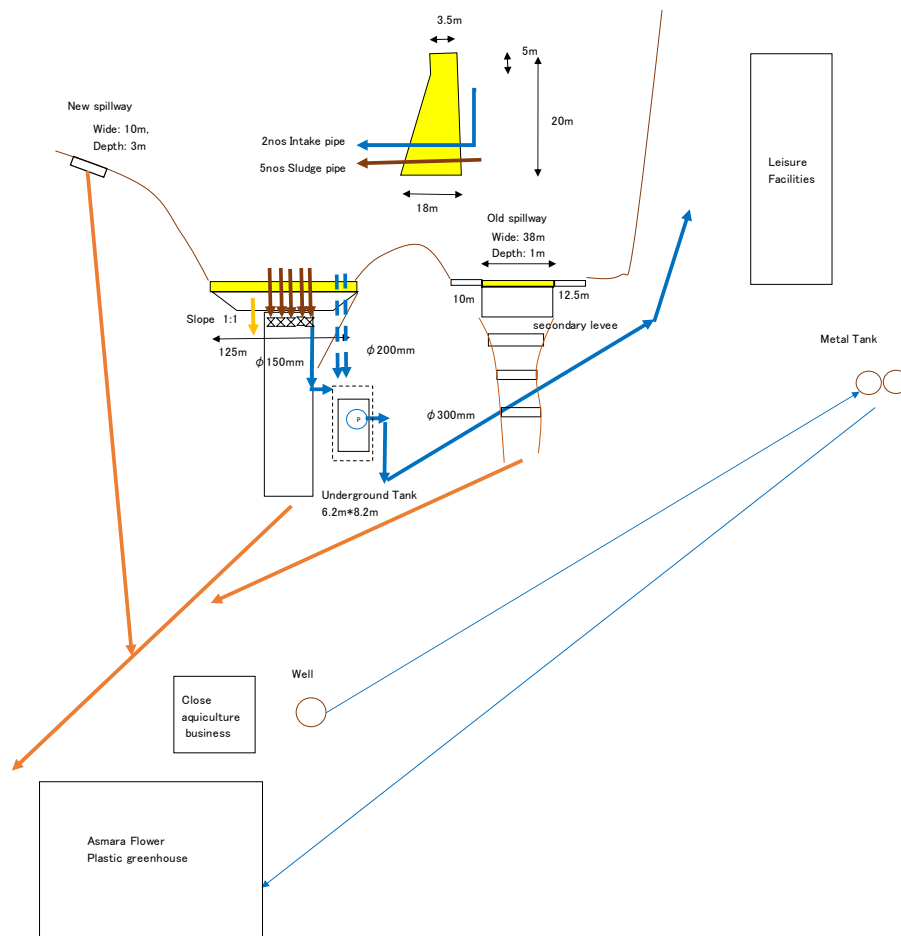 3.5m
5m
20m
New spillway
Wide: 10m,
Depth: 3m
2nos Intake pipe
5nos Sludge pipe
Leisure
Facilities
18m
Old spillway
Wide: 38m
Depth: 1m
10m
12.5m
Slope 1:1
secondary levee
125m
φ150mm
φ200mm
Metal Tank
P
φ300mm
Underground Tank
6.2m*8.2m
Well
Close
aquiculture
business
Asmara Flower
Plastic greenhouse